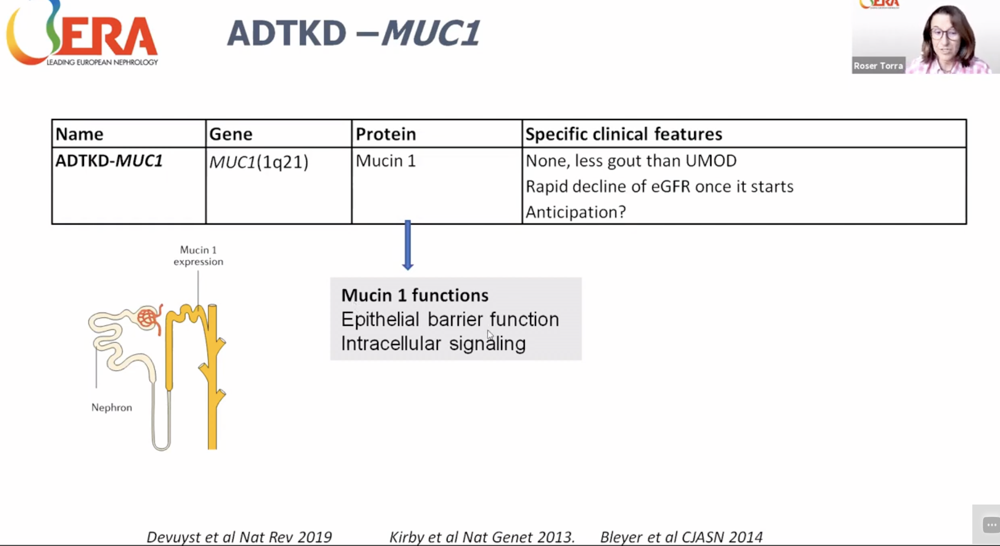 ERA
LEADING EUROPEAN NEPHROLOGY
ADTKD –MUC1
ERA
Roser Torra
Name Gene Protein Specific clinical features
ADTKD-MUC1 MUC1(1q21) Mucin 1 None, less gout than UMOD
Rapid decline of eGFR once it starts
Anticipation?
Mucin 1
expression
Nephron
Mucin 1 functions
Epithelial barrier function
Intracellular signaling
Devuyst et al Nat Rev 2019 Kirby et al Nat Genet 2013. Bleyer et al CJASN 2014